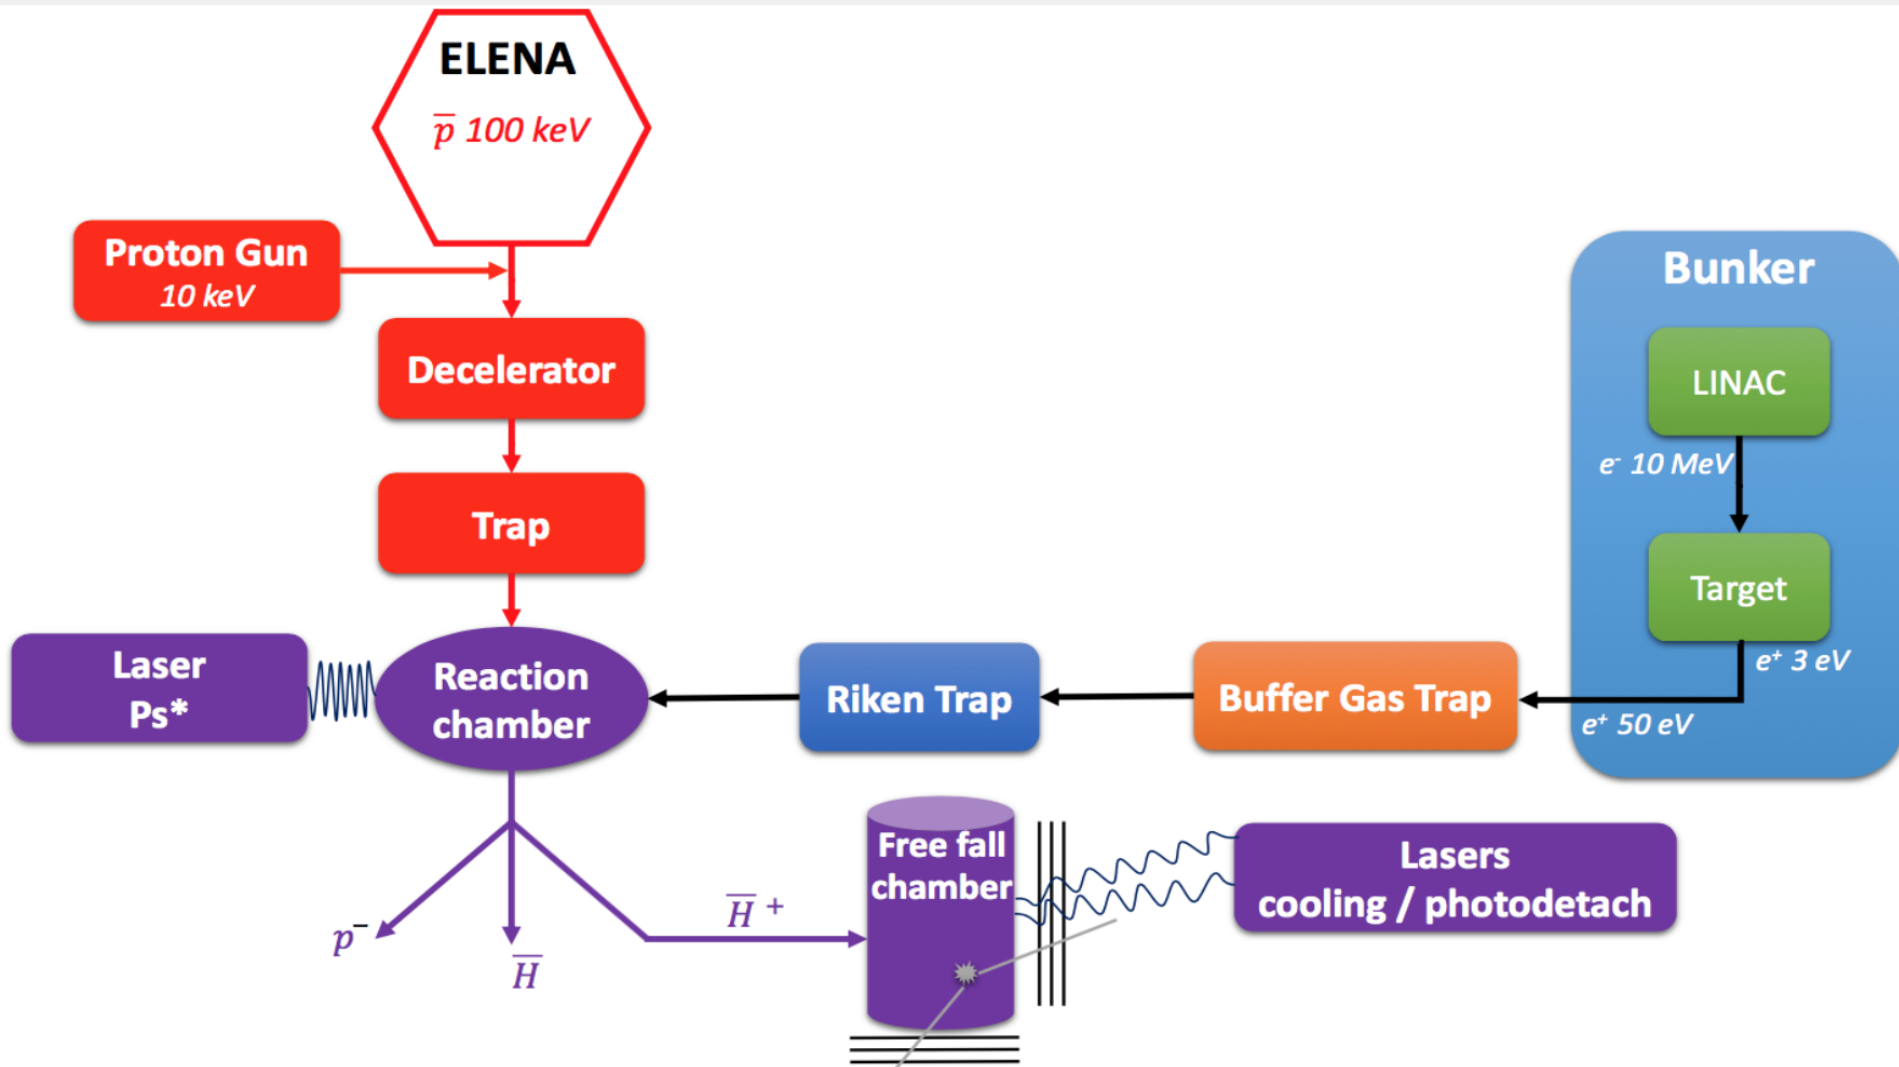 ELENA
p̅ 100 keV
Proton Gun
10 keV
Decelerator
Trap
Bunker
LINAC
e⁻ 10 MeV
Target
e⁺ 3 eV
e⁺ 50 eV
Laser
Ps*
Reaction
chamber
Riken Trap
Buffer Gas Trap
p⁻
H̅
H̅ ⁺
Free fall
chamber
Lasers
cooling / photodetach